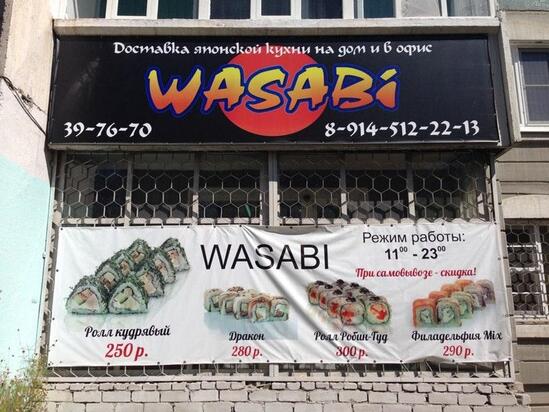 Доставка японской кухни на дом и в офис
WASABi
39-76-70
8-914-512-22-13
WASABI
Режим работы:
11⁰⁰ - 23⁰⁰
При самовывозе - скидка!
Ролл кудрявый
250 р.
Дракон
280 р.
Ролл Робин-Гуд
300 р.
Филадельфия Mix
290 р.